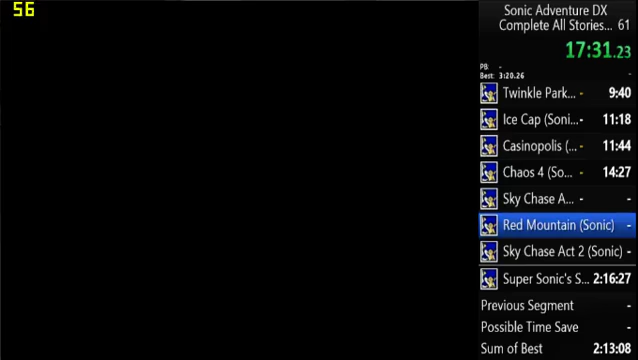 56
Sonic Adventure DX
Complete All Stories... 61
17:31.23
PB: -
Best: 3:20.26 -
Twinkle Park... - 9:40
Ice Cap (Soni...- 11:18
Casinopolis (... - 11:44
Chaos 4 (So... - 14:27
Sky Chase A... - -
Red Mountain (Sonic) -
Sky Chase Act 2 (Sonic) -
Super Sonic's S... 2:16:27
Previous Segment -
Possible Time Save -
Sum of Best 2:13:08